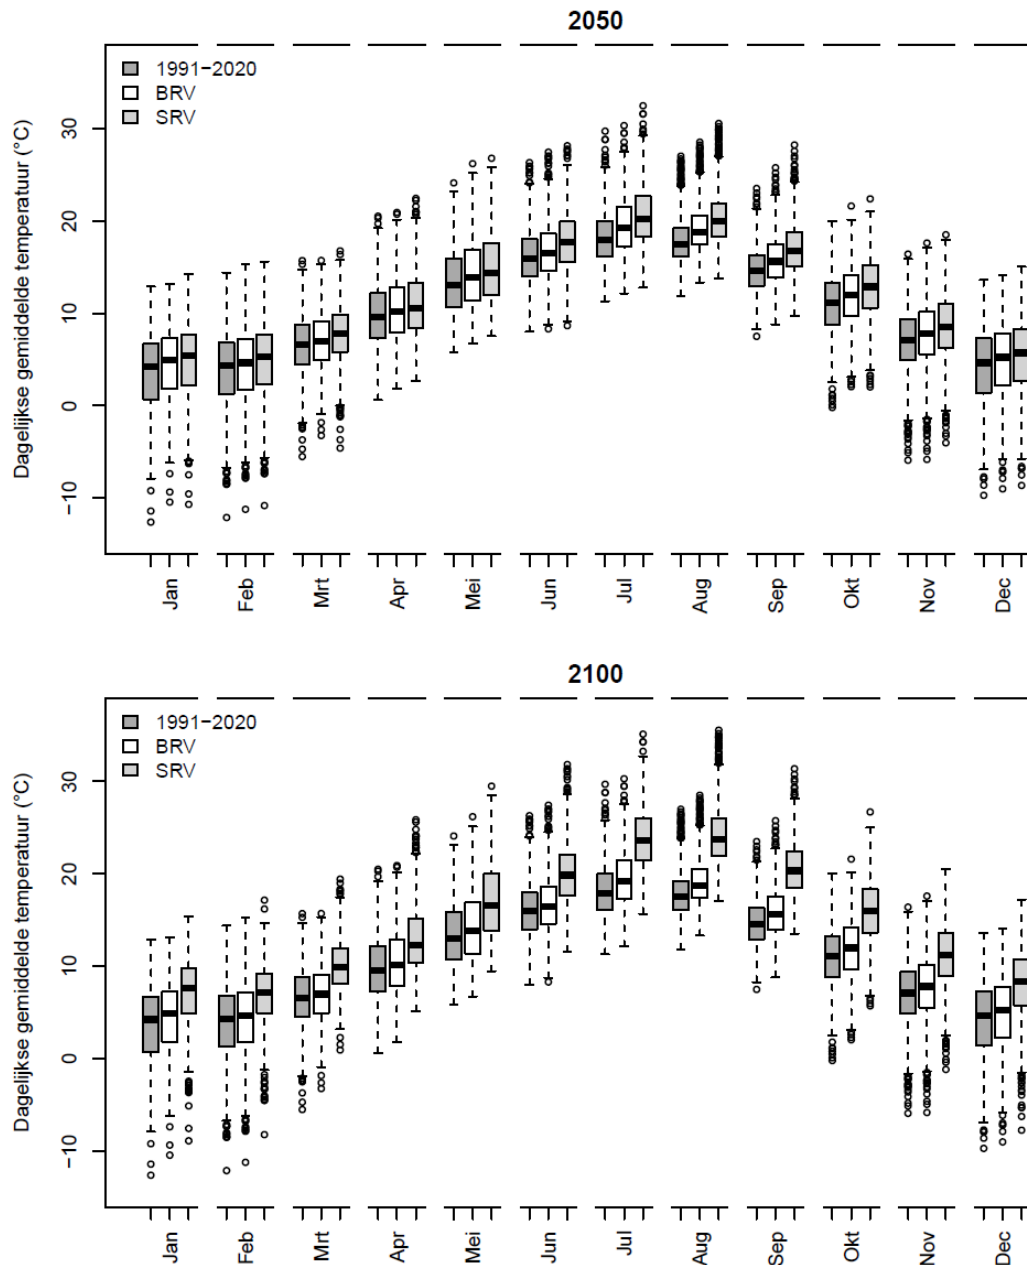 2050
1991−2020
BRV
SRV
Dagelijkse gemiddelde temperatuur (°C)
30
20
10
0
−10
Jan
Feb
Mrt
Apr
Mei
Jun
Jul
Aug
Sep
Okt
Nov
Dec
2100
1991−2020
BRV
SRV
Dagelijkse gemiddelde temperatuur (°C)
30
20
10
0
−10
Jan
Feb
Mrt
Apr
Mei
Jun
Jul
Aug
Sep
Okt
Nov
Dec